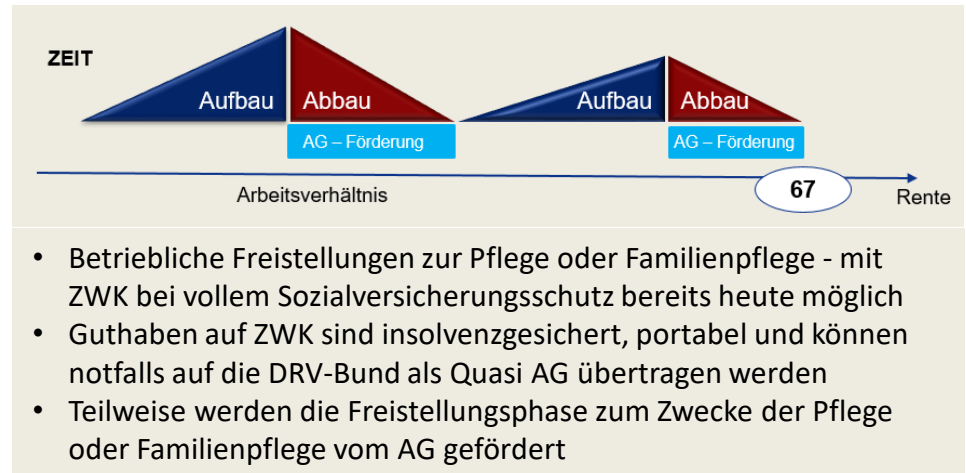 ZEIT
Aufbau Abbau Aufbau Abbau
AG – Förderung AG – Förderung
67
Arbeitsverhältnis Rente
• Betriebliche Freistellungen zur Pflege oder Familienpflege - mit
ZWK bei vollem Sozialversicherungsschutz bereits heute möglich
• Guthaben auf ZWK sind insolvenzgesichert, portabel und können
notfalls auf die DRV-Bund als Quasi AG übertragen werden
• Teilweise werden die Freistellungsphase zum Zwecke der Pflege
oder Familienpflege vom AG gefördert